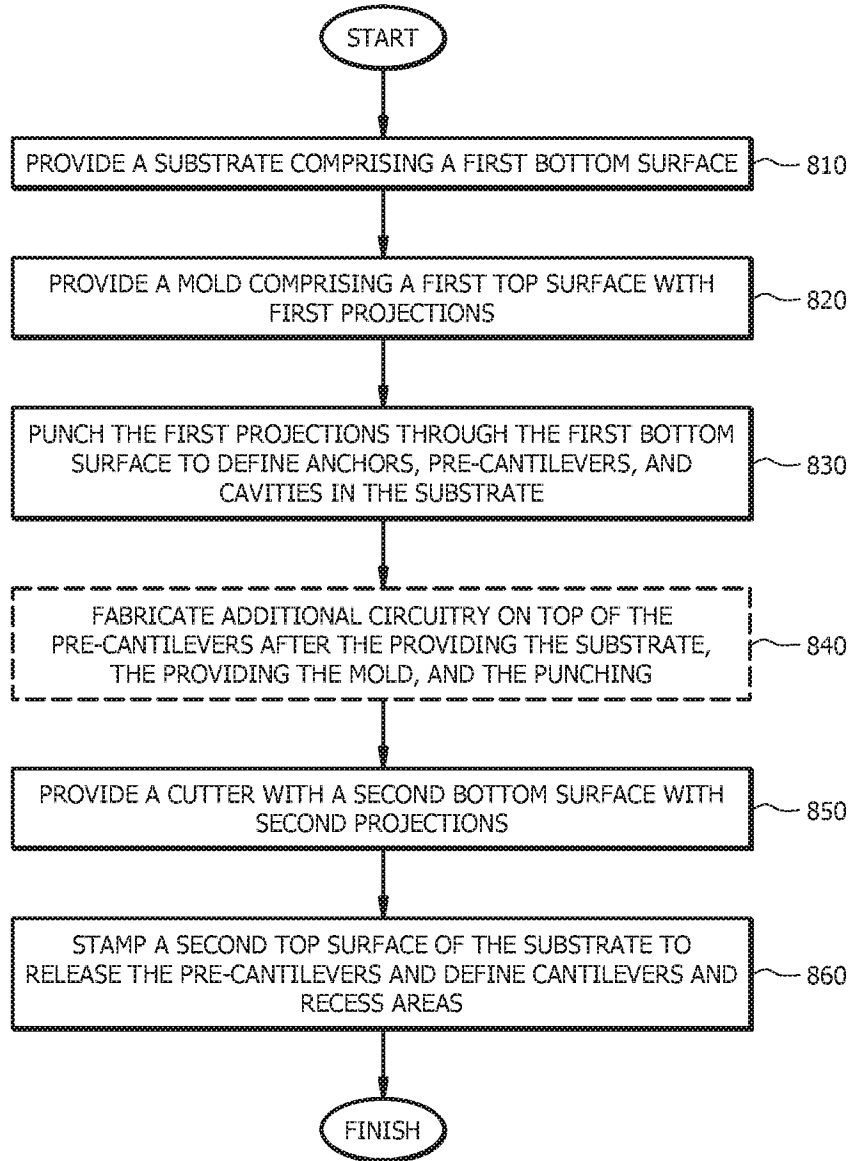 START
PROVIDE A SUBSTRATE COMPRISING A FIRST BOTTOM SURFACE
810
PROVIDE A MOLD COMPRISING A FIRST TOP SURFACE WITH
FIRST PROJECTIONS
820
PUNCH THE FIRST PROJECTIONS THROUGH THE FIRST BOTTOM
SURFACE TO DEFINE ANCHORS, PRE-CANTILEVERS, AND
CAVITIES IN THE SUBSTRATE
830
FABRICATE ADDITIONAL CIRCUITRY ON TOP OF THE
PRE-CANTILEVERS AFTER THE PROVIDING THE SUBSTRATE,
THE PROVIDING THE MOLD, AND THE PUNCHING
840
PROVIDE A CUTTER WITH A SECOND BOTTOM SURFACE WITH
SECOND PROJECTIONS
850
STAMP A SECOND TOP SURFACE OF THE SUBSTRATE TO
RELEASE THE PRE-CANTILEVERS AND DEFINE CANTILEVERS AND
RECESS AREAS
860
FINISH